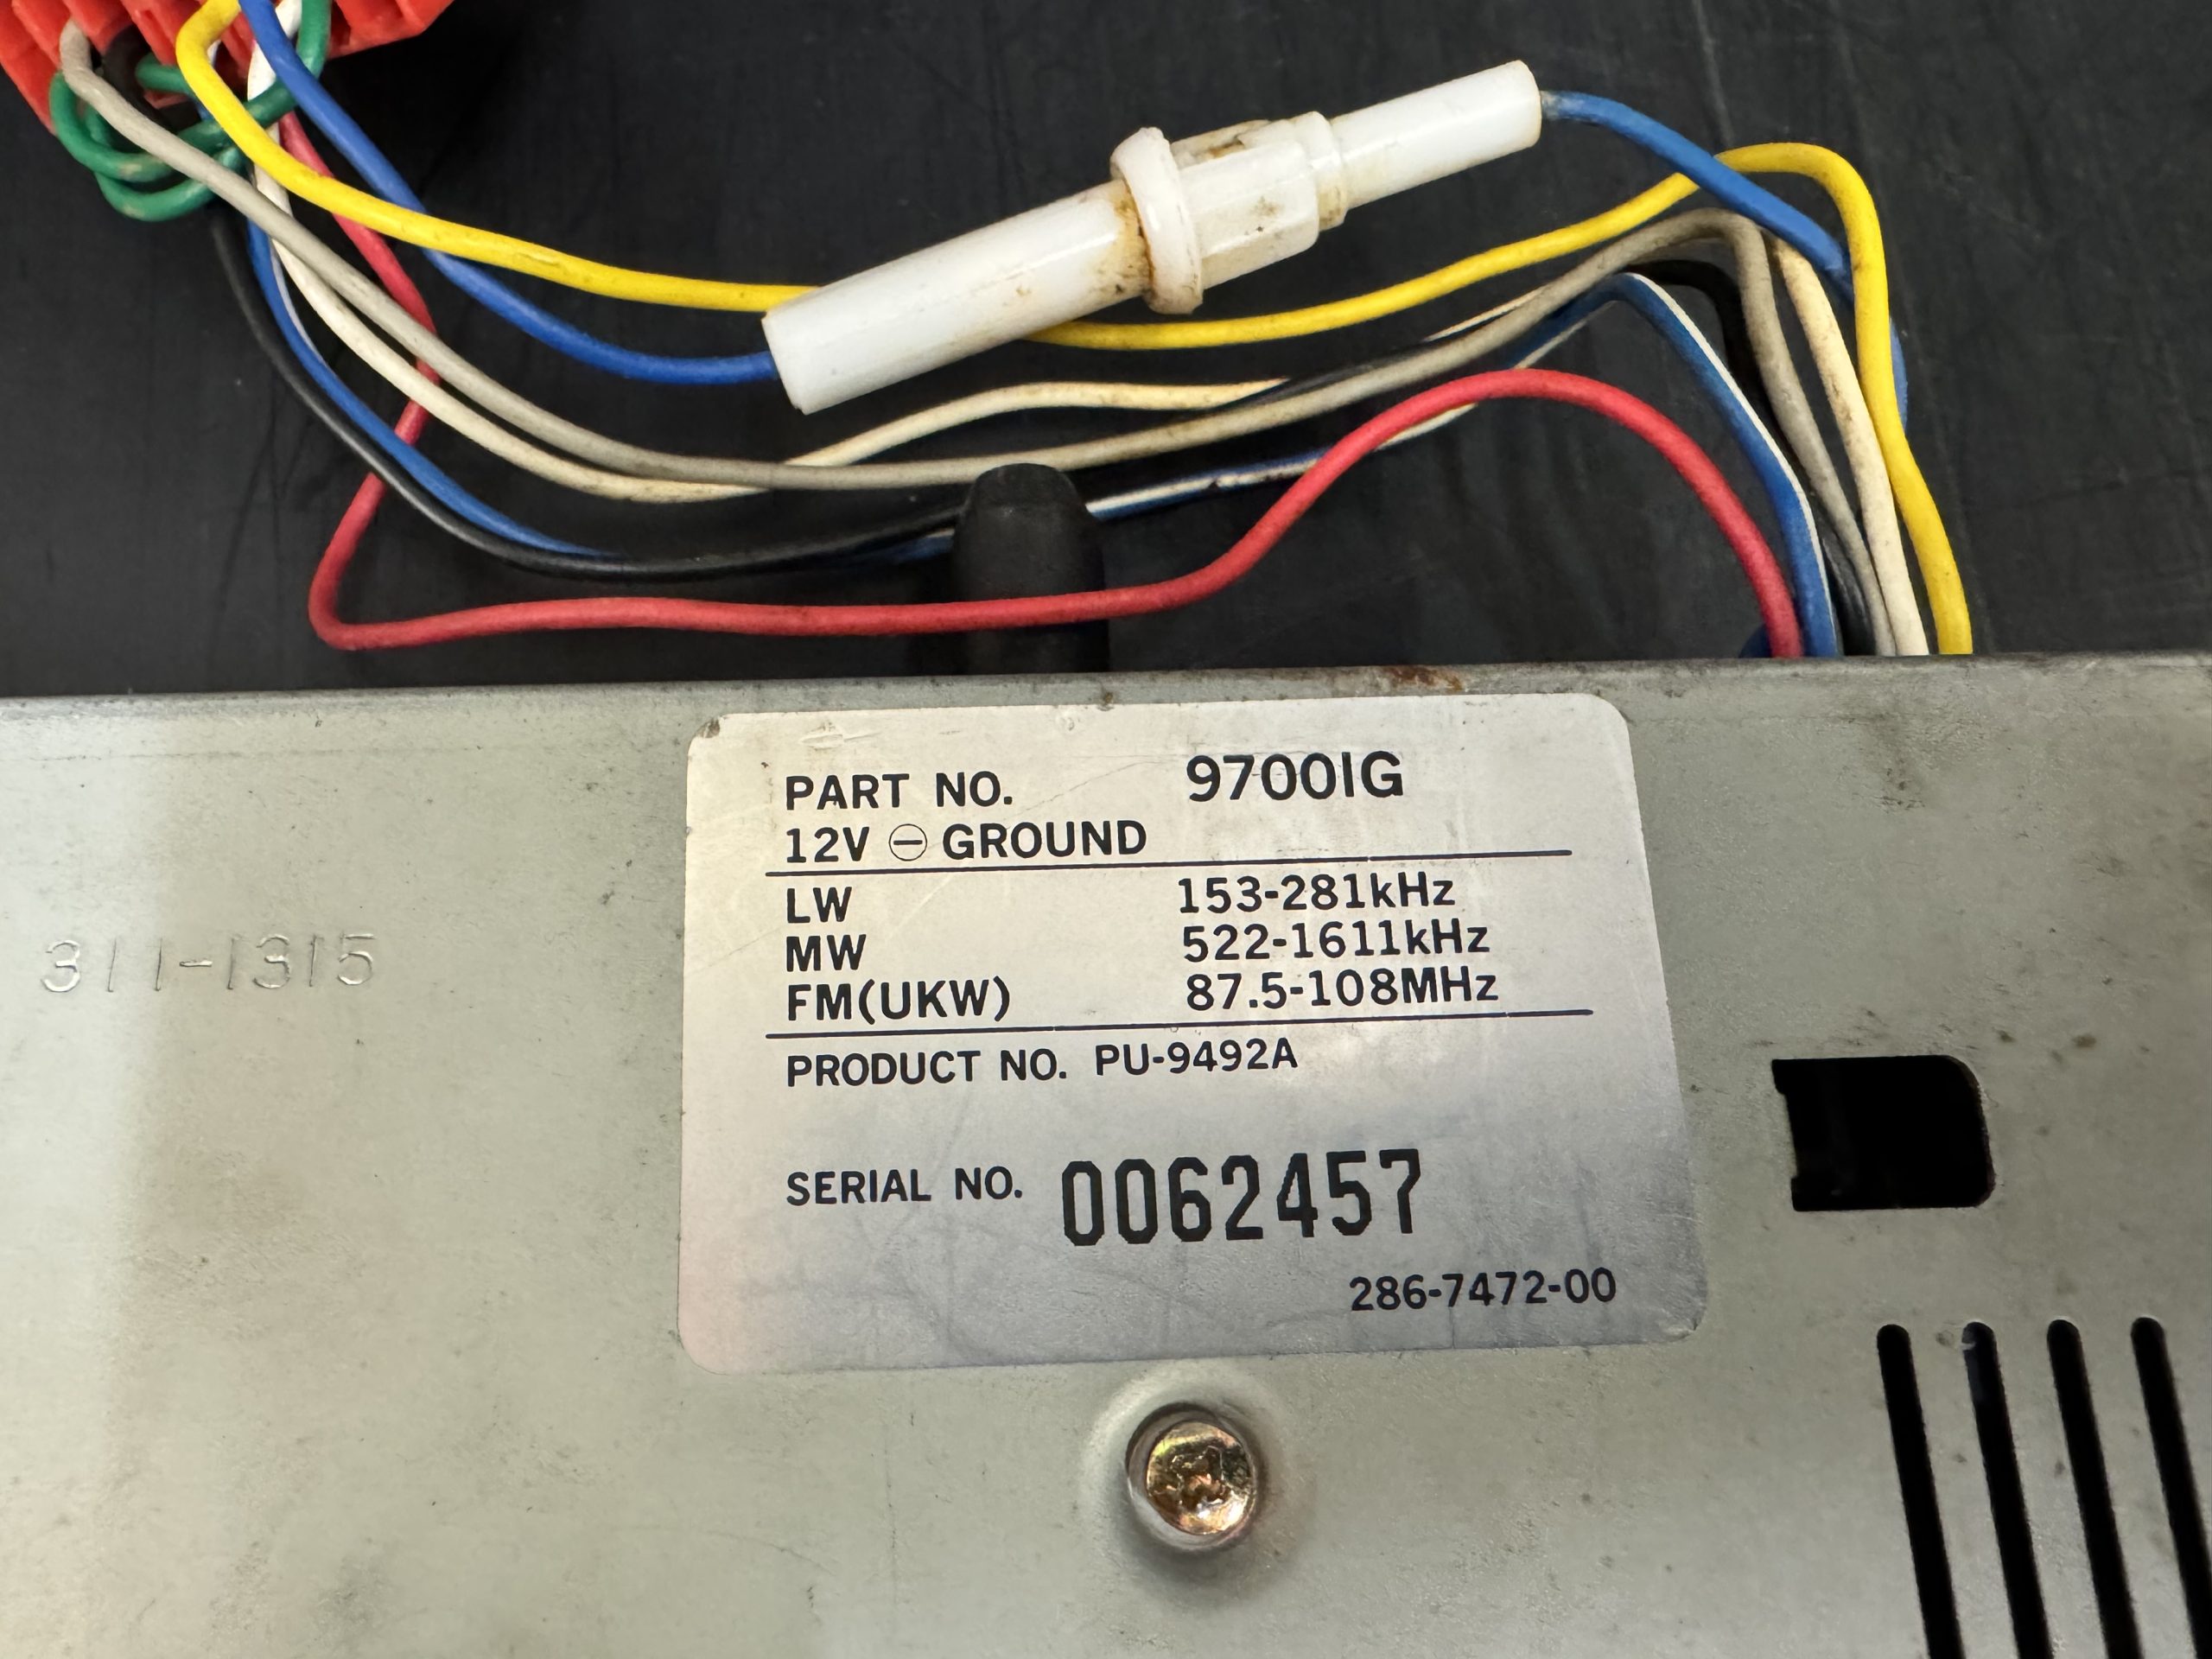 PART NO. 9700IG
12V ⊖ GROUND
LW 153-281kHz
MW 522-1611kHz
FM(UKW) 87.5-108MHz
PRODUCT NO. PU-9492A
SERIAL NO. 0062457
286-7472-00
311-1315